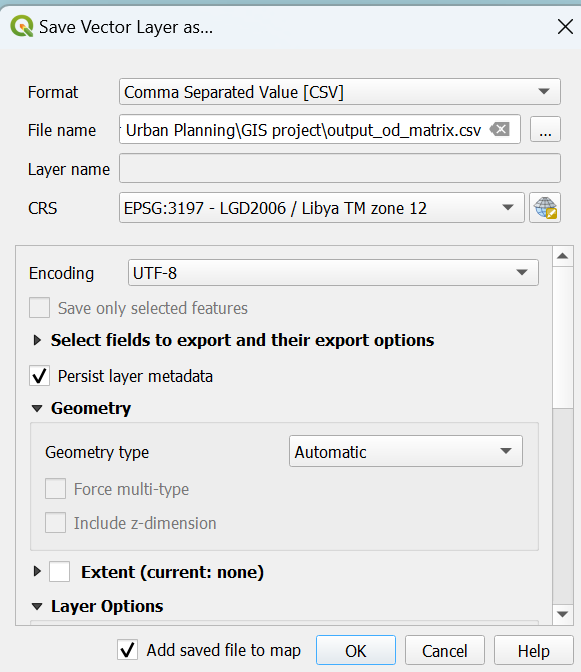 Save Vector Layer as...
Format Comma Separated Value [CSV]
File name Urban Planning\GIS project\output_od_matrix.csv ...
Layer name
CRS EPSG:3197 - LGD2006 / Libya TM zone 12
Encoding UTF-8
Save only selected features
Select fields to export and their export options
Persist layer metadata
Geometry
Geometry type Automatic
Force multi-type
Include z-dimension
Extent (current: none)
Layer Options
Add saved file to map OK Cancel Help